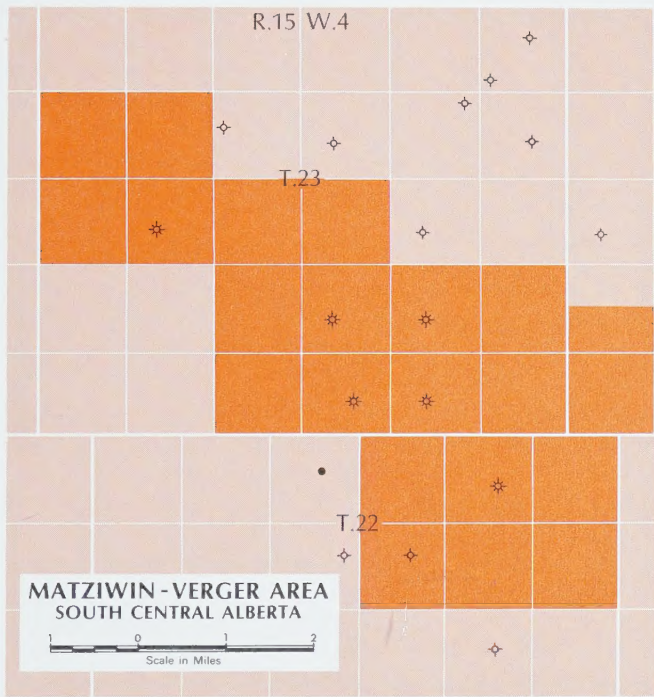 R.15 W.4
T.23
T.22
MATZIWIN-VERGER AREA
SOUTH CENTRAL ALBERTA
1 0 1 2
Scale in Miles